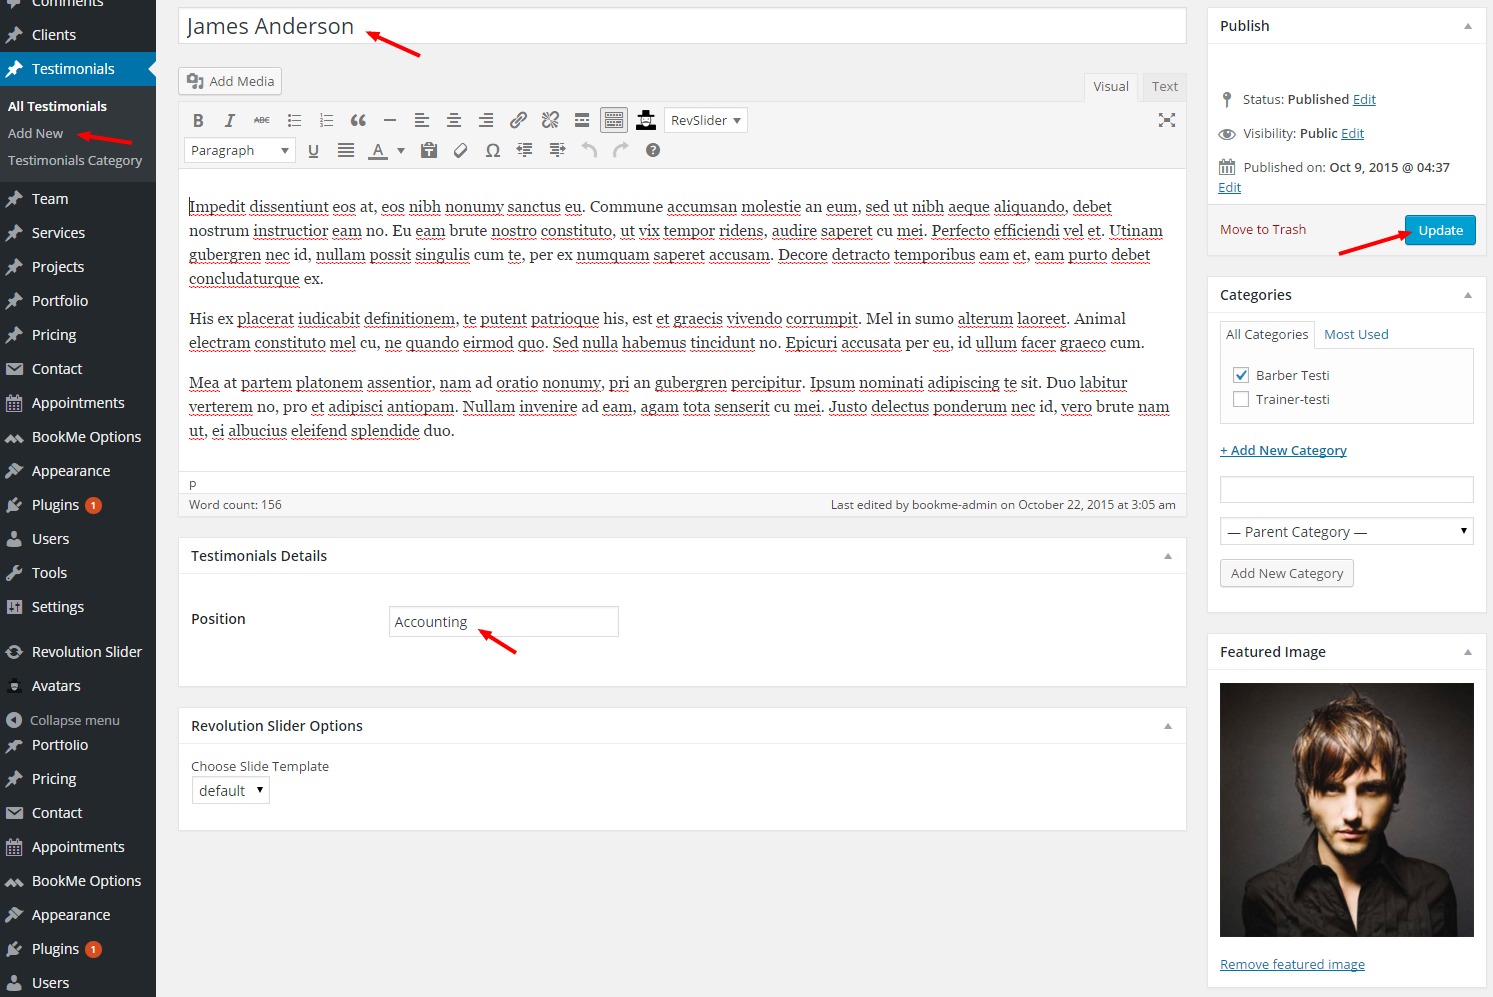 Comments
Clients
Testimonials
All Testimonials
Add New
Testimonials Category
Team
Services
Projects
Portfolio
Pricing
Contact
Appointments
BookMe Options
Appearance
Plugins 1
Users
Tools
Settings
Revolution Slider
Avatars
Collapse menu
Portfolio
Pricing
Contact
Appointments
BookMe Options
Appearance
Plugins 1
Users
James Anderson
Add Media
Visual Text
B I ABC RevSlider
Paragraph U A Ω
Impedit dissentiunt eos at, eos nibh nonumy sanctus eu. Commune accumsan molestie an eum, sed ut nibh aeque aliquando, debet
nostrum instructior eam no. Eu eam brute nostro constituto, ut vix tempor ridens, audire saperet cu mei. Perfecto efficiendi vel et. Utinam
gubergren nec id, nullam possit singulis cum te, per ex numquam saperet accusam. Decore detracto temporibus eam et, eam purto debet
concludaturque ex.
His ex placerat iudicabit definitionem, te putent patrioque his, est et graecis vivendo corrumpit. Mel in sumo alterum laoreet. Animal
electram constituto mel cu, ne quando eirmod quo. Sed nulla habemus tincidunt no. Epicuri accusata per eu, id ullum facer graeco cum.
Mea at partem platonem assentior, nam ad oratio nonumy, pri an gubergren percipitur. Ipsum nominati adipiscing te sit. Duo labitur
verterem no, pro et adipisci antiopam. Nullam invenire ad eam, agam tota senserit cu mei. Justo delectus ponderum nec id, vero brute nam
ut, ei albucius eleifend splendide duo.
p
Word count: 156 Last edited by bookme-admin on October 22, 2015 at 3:05 am
Testimonials Details
Position Accounting
Revolution Slider Options
Choose Slide Template
default
Publish
Status: Published Edit
Visibility: Public Edit
Published on: Oct 9, 2015 @ 04:37
Edit
Move to Trash Update
Categories
All Categories Most Used
Barber Testi
Trainer-testi
+ Add New Category
— Parent Category —
Add New Category
Featured Image
Remove featured image